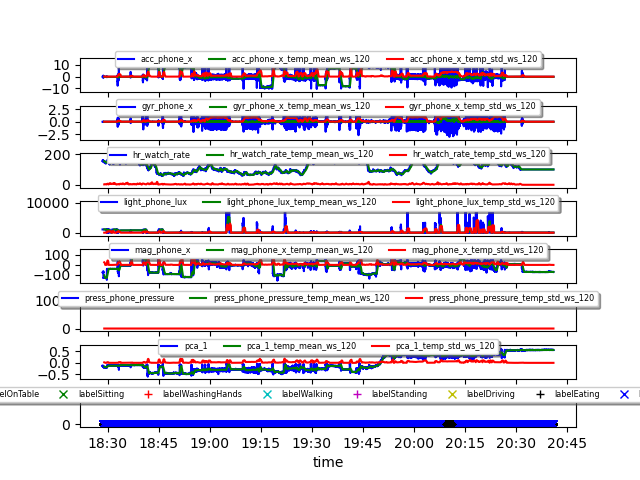 acc_phone_x acc_phone_x_temp_mean_ws_120 acc_phone_x_temp_std_ws_120
10
0
−10
gyr_phone_x gyr_phone_x_temp_mean_ws_120 gyr_phone_x_temp_std_ws_120
2.5
0.0
−2.5
hr_watch_rate hr_watch_rate_temp_mean_ws_120 hr_watch_rate_temp_std_ws_120
200
0
light_phone_lux light_phone_lux_temp_mean_ws_120 light_phone_lux_temp_std_ws_120
10000
0
mag_phone_x mag_phone_x_temp_mean_ws_120 mag_phone_x_temp_std_ws_120
100
0
−100
press_phone_pressure press_phone_pressure_temp_mean_ws_120 press_phone_pressure_temp_std_ws_120
100
0
pca_1 pca_1_temp_mean_ws_120 pca_1_temp_std_ws_120
0.5
0.0
−0.5
elOnTable labelSitting labelWashingHands labelWalking labelStanding labelDriving labelEating
0
18:30 18:45 19:00 19:15 19:30 19:45 20:00 20:15 20:30 20:45
time